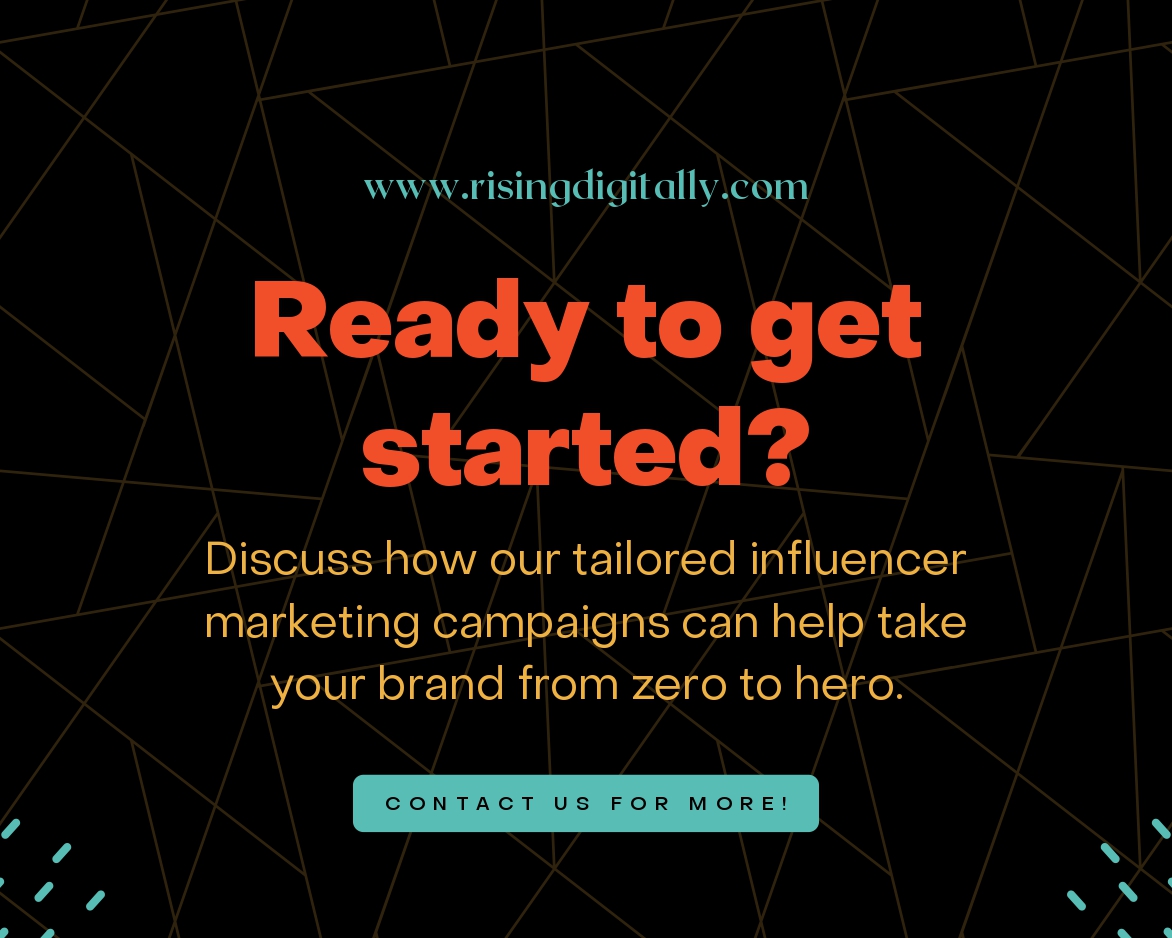 www.risingdigitally.com
Ready to get
started?
Discuss how our tailored influencer
marketing campaigns can help take
your brand from zero to hero.
CONTACT US FOR MORE!